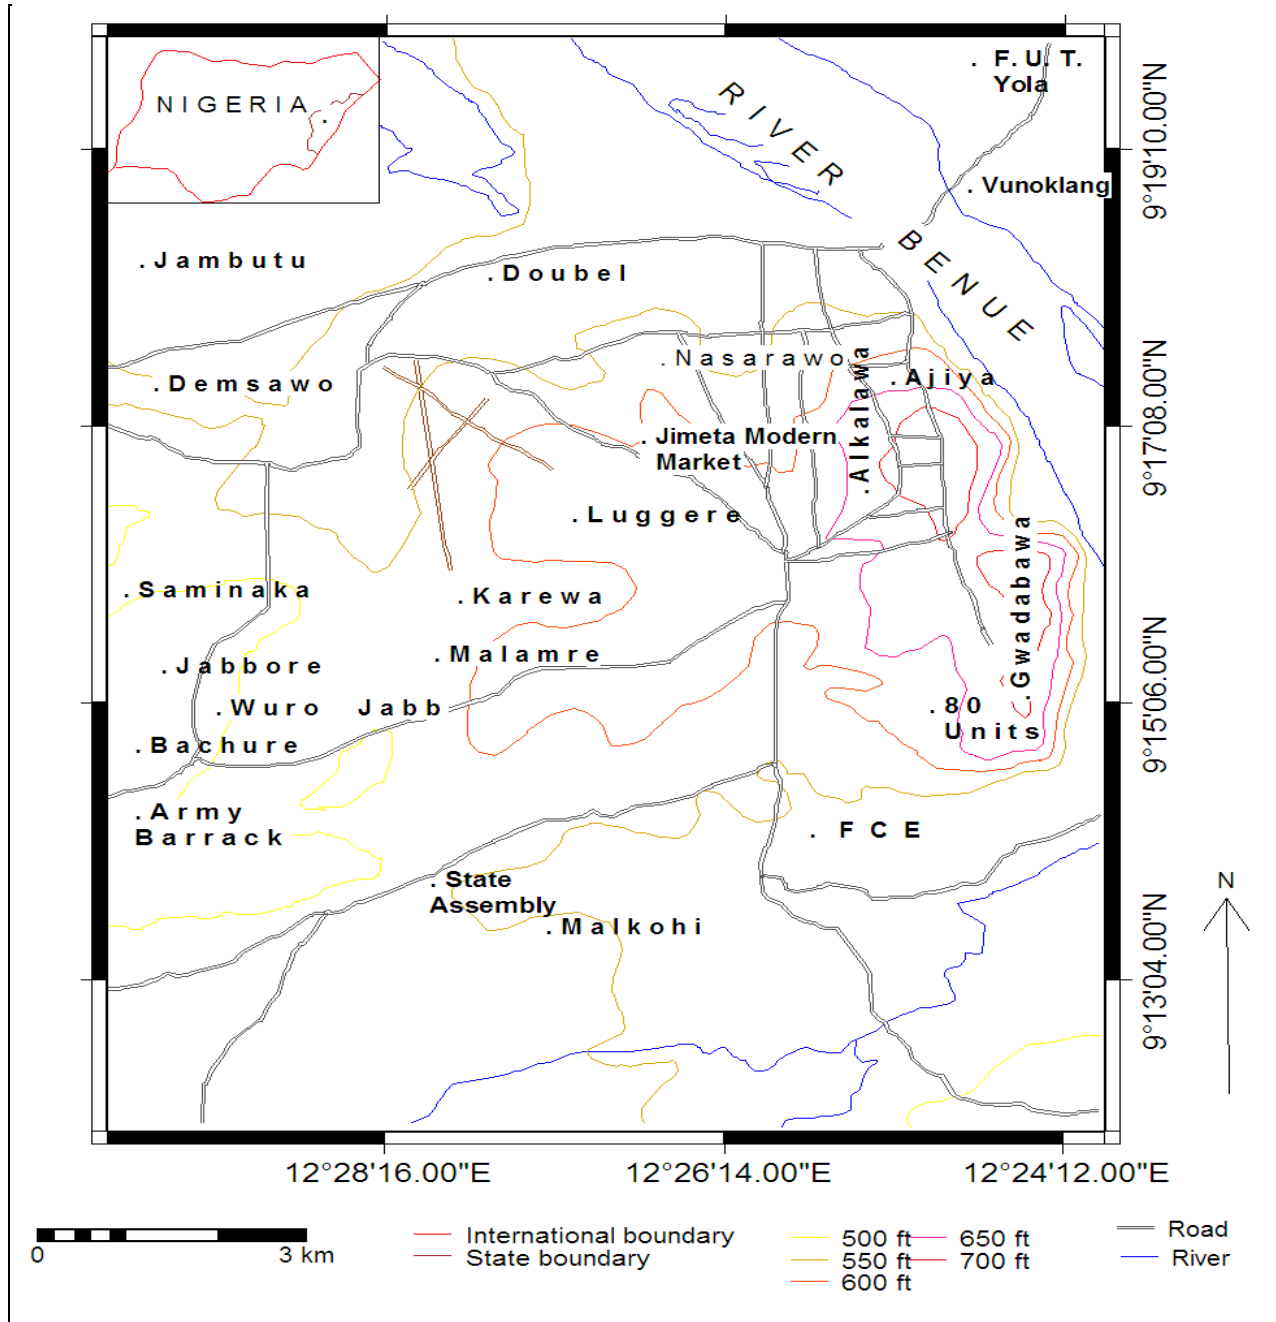 NIGERIA
. F. U. T.
Yola
RIVER
. Vunoklang
9°19'10.00"N
BENUE
. Jambutu
. Doubel
. Nasarawo
. Demsawo
. Ajiya
9°17'08.00"N
. Alkalawa
. Jimeta Modern
Market
. Luggere
. Gwadabawa
. Saminaka
. Karewa
. Malamre
. Jabbore
9°15'06.00"N
. Wuro Jabb
. 80
Units
. Bachure
. Army
Barrack
. FCE
. State
Assembly
. Malkohi
N
9°13'04.00"N
12°28'16.00"E
12°26'14.00"E
12°24'12.00"E
0
3 km
International boundary
State boundary
500 ft
550 ft
600 ft
650 ft
700 ft
Road
River